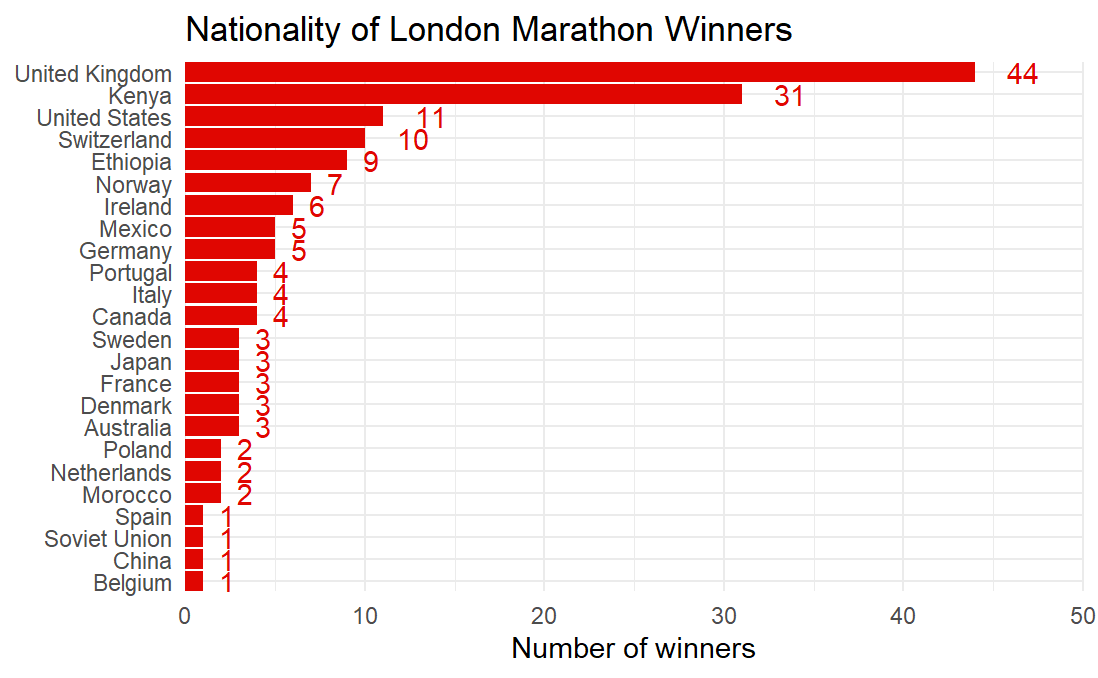 Nationality of London Marathon Winners
United Kingdom 44
Kenya 31
United States 11
Switzerland 10
Ethiopia 9
Norway 7
Ireland 6
Mexico 5
Germany 5
Portugal 4
Italy 4
Canada 4
Sweden 3
Japan 3
France 3
Denmark 3
Australia 3
Poland 2
Netherlands 2
Morocco 2
Spain 1
Soviet Union 1
China 1
Belgium 1
0 10 20 30 40 50
Number of winners